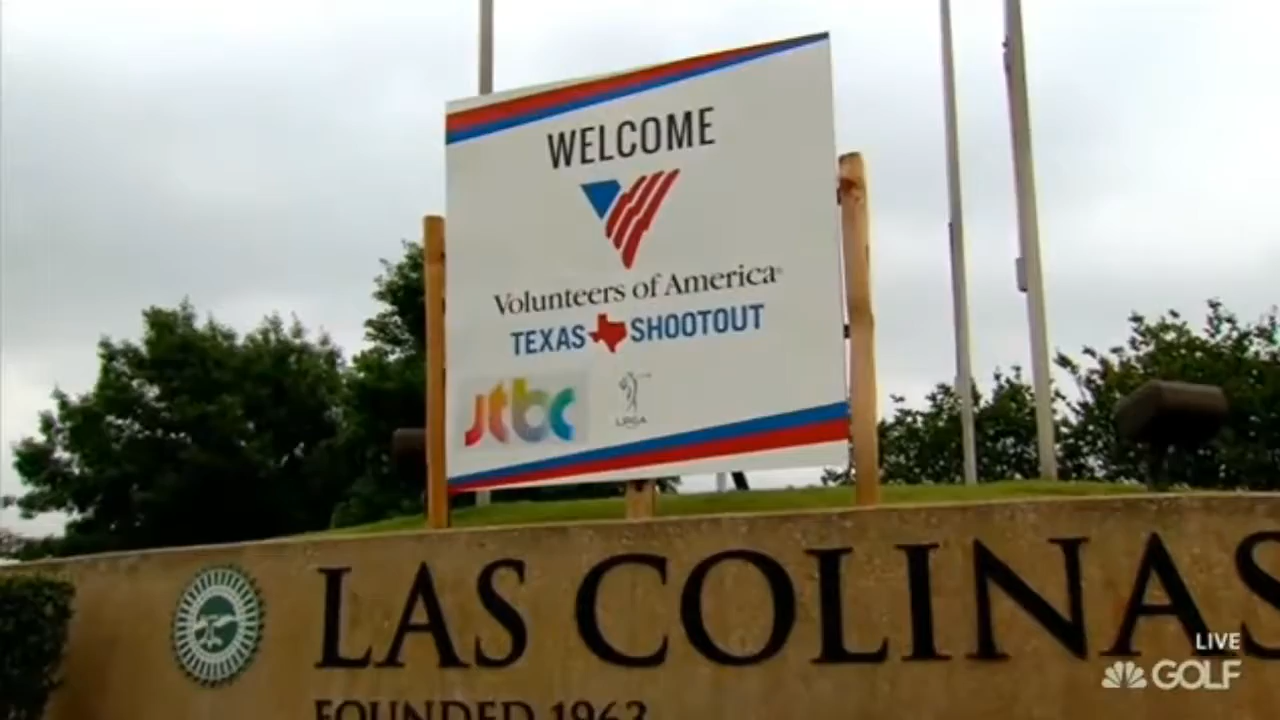 WELCOME
Volunteers of America
TEXAS SHOOTOUT
jtbc
LPGA
LAS COLINAS
FOUNDED 1963
LIVE
GOLF